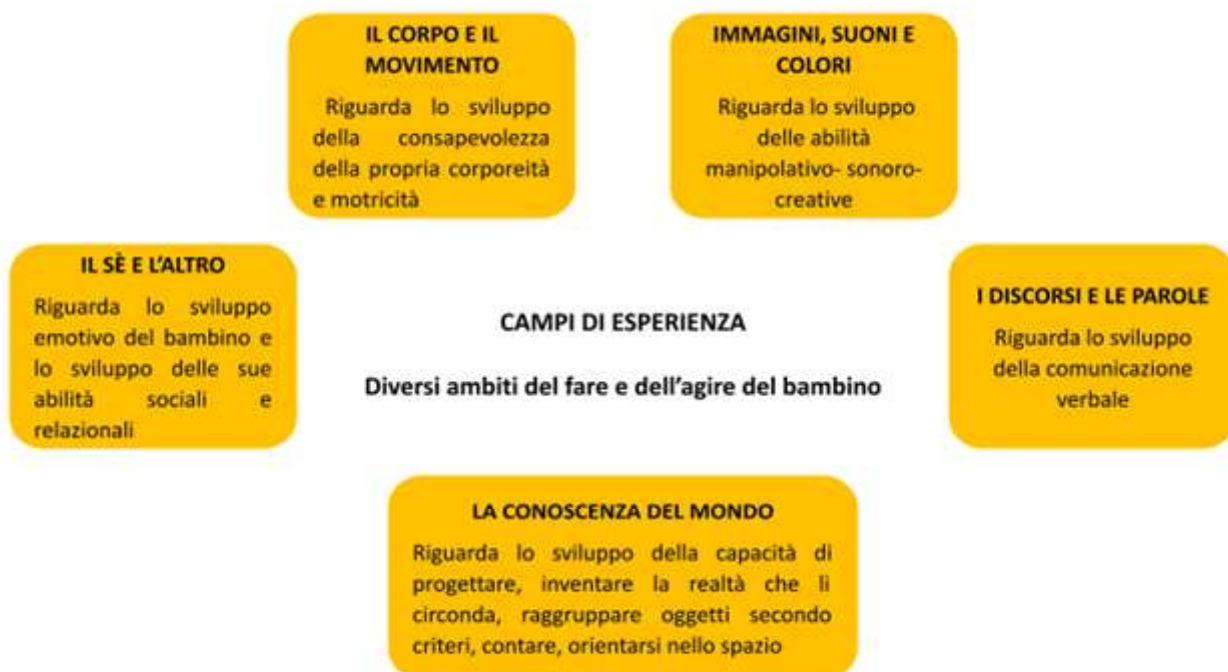 IL CORPO E IL
MOVIMENTO
Riguarda lo sviluppo
della consapevolezza
della propria corporeità
e motricità
IMMAGINI, SUONI E
COLORI
Riguarda lo sviluppo
delle abilità
manipolativo- sonoro-
creative
IL SÈ E L'ALTRO
Riguarda lo sviluppo
emotivo del bambino e
lo sviluppo delle sue
abilità sociali e
relazionali
CAMPI DI ESPERIENZA
Diversi ambiti del fare e dell'agire del bambino
I DISCORSI E LE PAROLE
Riguarda lo sviluppo
della comunicazione
verbale
LA CONOSCENZA DEL MONDO
Riguarda lo sviluppo della capacità di
progettare, inventare la realtà che li
circonda, raggruppare oggetti secondo
criteri, contare, orientarsi nello spazio